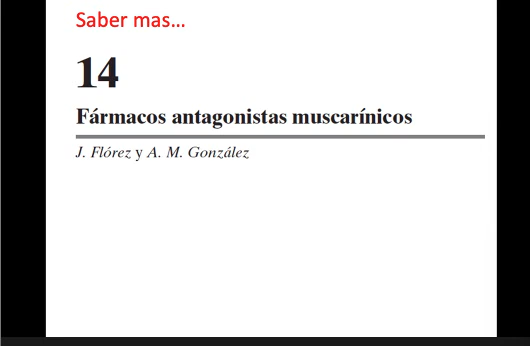 Saber mas...
14
Fármacos antagonistas muscarínicos
J. Flórez y A. M. González